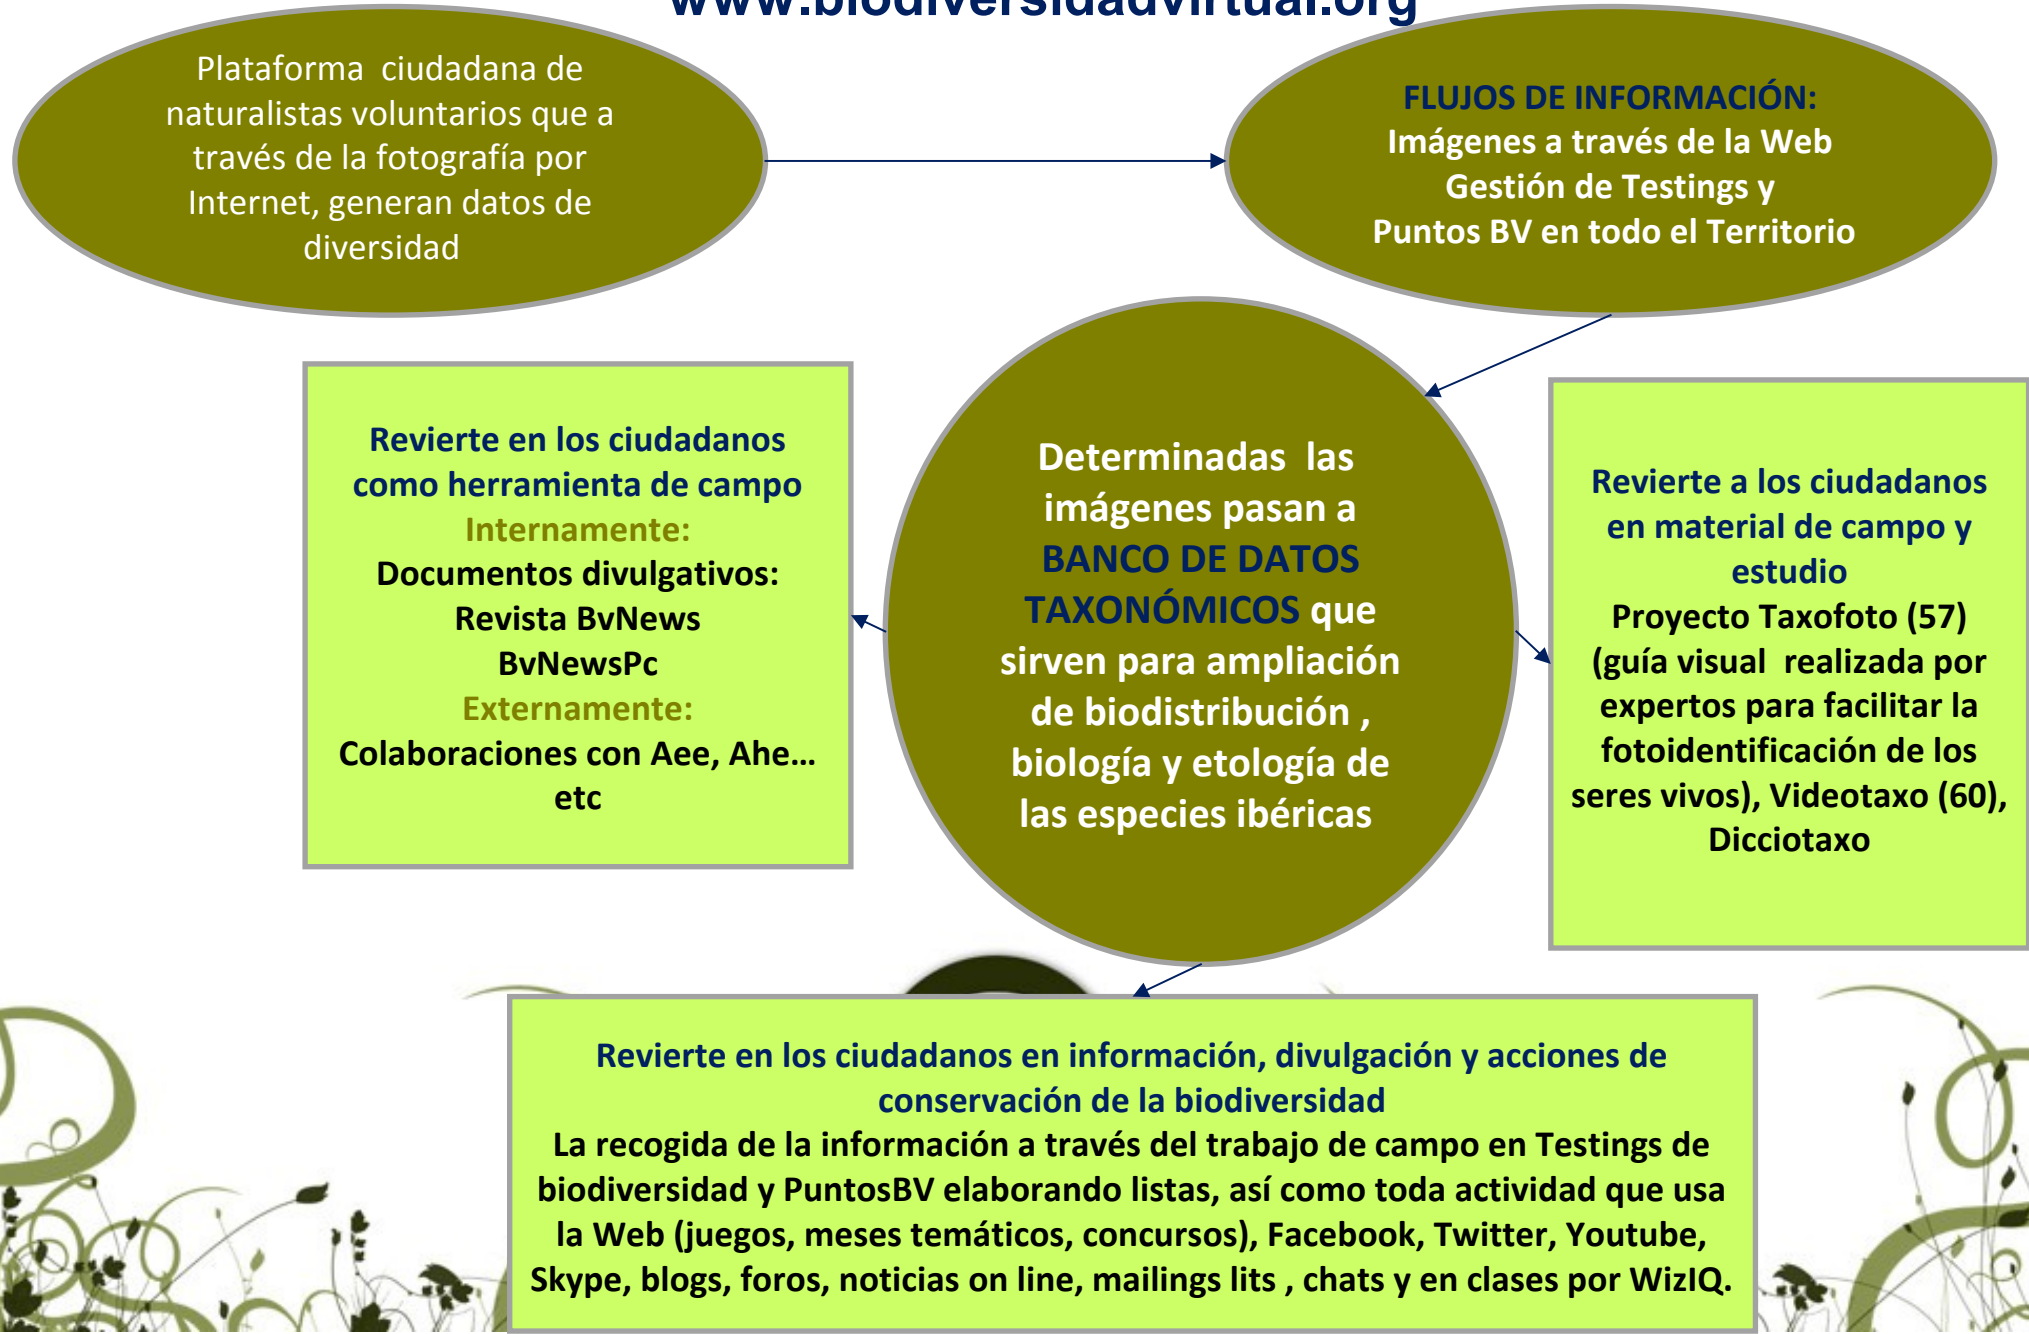 www.biodiversidadvirtual.org
Plataforma ciudadana de
naturalistas voluntarios que a
través de la fotografía por
Internet, generan datos de
diversidad
FLUJOS DE INFORMACIÓN:
Imágenes a través de la Web
Gestión de Testings y
Puntos BV en todo el Territorio
Revierte en los ciudadanos
como herramienta de campo
Internamente:
Documentos divulgativos:
Revista BvNews
BvNewsPc
Externamente:
Colaboraciones con Aee, Ahe...
etc
Determinadas las
imágenes pasan a
BANCO DE DATOS
TAXONÓMICOS que
sirven para ampliación
de biodistribución ,
biología y etología de
las especies ibéricas
Revierte a los ciudadanos
en material de campo y
estudio
Proyecto Taxofoto (57)
(guía visual realizada por
expertos para facilitar la
fotoidentificación de los
seres vivos), Videotaxo (60),
Dicciotaxo
Revierte en los ciudadanos en información, divulgación y acciones de
conservación de la biodiversidad
La recogida de la información a través del trabajo de campo en Testings de
biodiversidad y PuntosBV elaborando listas, así como toda actividad que usa
la Web (juegos, meses temáticos, concursos), Facebook, Twitter, Youtube,
Skype, blogs, foros, noticias on line, mailings lits , chats y en clases por WizIQ.